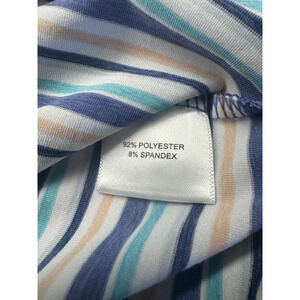 92% POLYESTER
8% SPANDEX